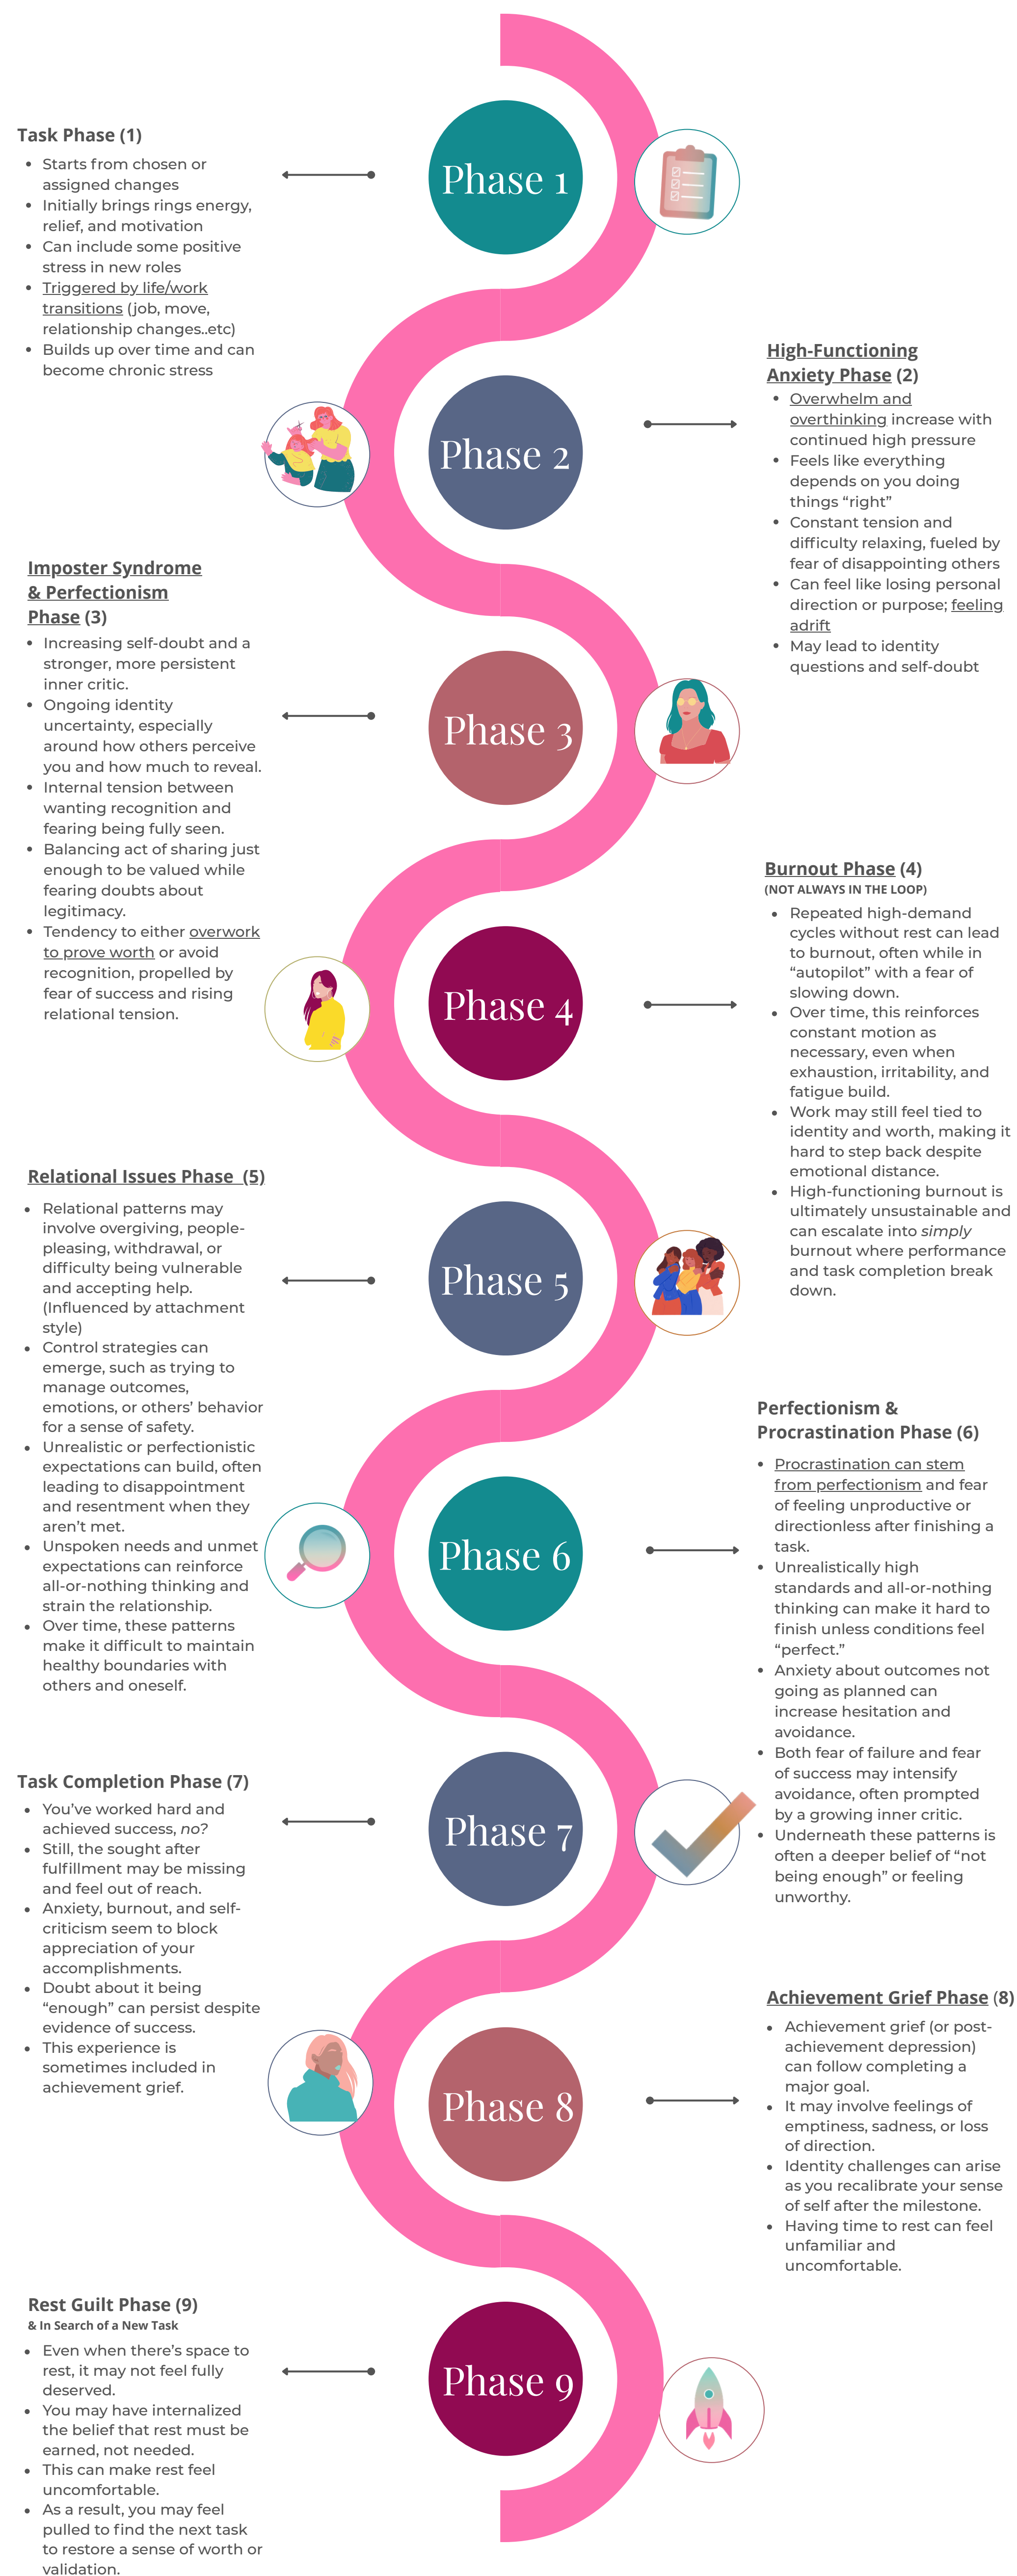 Phase 1
Task Phase (1)
• Starts from chosen or
assigned changes
• Initially brings rings energy,
relief, and motivation
• Can include some positive
stress in new roles
• Triggered by life/work
transitions (job, move,
relationship changes..etc)
• Builds up over time and can
become chronic stress
Phase 2
High-Functioning
Anxiety Phase (2)
• Overwhelm and
overthinking increase with
continued high pressure
• Feels like everything
depends on you doing
things “right”
• Constant tension and
difficulty relaxing, fueled by
fear of disappointing others
• Can feel like losing personal
direction or purpose; feeling
adrift
• May lead to identity
questions and self-doubt
Phase 3
Imposter Syndrome
& Perfectionism
Phase (3)
• Increasing self-doubt and a
stronger, more persistent
inner critic.
• Ongoing identity
uncertainty, especially
around how others perceive
you and how much to reveal.
• Internal tension between
wanting recognition and
fearing being fully seen.
• Balancing act of sharing just
enough to be valued while
fearing doubts about
legitimacy.
• Tendency to either overwork
to prove worth or avoid
recognition, propelled by
fear of success and rising
relational tension.
Phase 4
Burnout Phase (4)
(NOT ALWAYS IN THE LOOP)
• Repeated high-demand
cycles without rest can lead
to burnout, often while in
“autopilot” with a fear of
slowing down.
• Over time, this reinforces
constant motion as
necessary, even when
exhaustion, irritability, and
fatigue build.
• Work may still feel tied to
identity and worth, making it
hard to step back despite
emotional distance.
• High-functioning burnout is
ultimately unsustainable and
can escalate into simply
burnout where performance
and task completion break
down.
Phase 5
Relational Issues Phase (5)
• Relational patterns may
involve overgiving, people-
pleasing, withdrawal, or
difficulty being vulnerable
and accepting help.
(Influenced by attachment
style)
• Control strategies can
emerge, such as trying to
manage outcomes,
emotions, or others’ behavior
for a sense of safety.
• Unrealistic or perfectionistic
expectations can build, often
leading to disappointment
and resentment when they
aren’t met.
• Unspoken needs and unmet
expectations can reinforce
all-or-nothing thinking and
strain the relationship.
• Over time, these patterns
make it difficult to maintain
healthy boundaries with
others and oneself.
Phase 6
Perfectionism &
Procrastination Phase (6)
• Procrastination can stem
from perfectionism and fear
of feeling unproductive or
directionless after finishing a
task.
• Unrealistically high
standards and all-or-nothing
thinking can make it hard to
finish unless conditions feel
“perfect.”
• Anxiety about outcomes not
going as planned can
increase hesitation and
avoidance.
• Both fear of failure and fear
of success may intensify
avoidance, often prompted
by a growing inner critic.
• Underneath these patterns is
often a deeper belief of “not
being enough” or feeling
unworthy.
Phase 7
Task Completion Phase (7)
• You’ve worked hard and
achieved success, no?
• Still, the sought after
fulfillment may be missing
and feel out of reach.
• Anxiety, burnout, and self-
criticism seem to block
appreciation of your
accomplishments.
• Doubt about it being
“enough” can persist despite
evidence of success.
• This experience is
sometimes included in
achievement grief.
Phase 8
Achievement Grief Phase (8)
• Achievement grief (or post-
achievement depression)
can follow completing a
major goal.
• It may involve feelings of
emptiness, sadness, or loss
of direction.
• Identity challenges can arise
as you recalibrate your sense
of self after the milestone.
• Having time to rest can feel
unfamiliar and
uncomfortable.
Phase 9
Rest Guilt Phase (9)
& In Search of a New Task
• Even when there’s space to
rest, it may not feel fully
deserved.
• You may have internalized
the belief that rest must be
earned, not needed.
• This can make rest feel
uncomfortable.
• As a result, you may feel
pulled to find the next task
to restore a sense of worth or
validation.